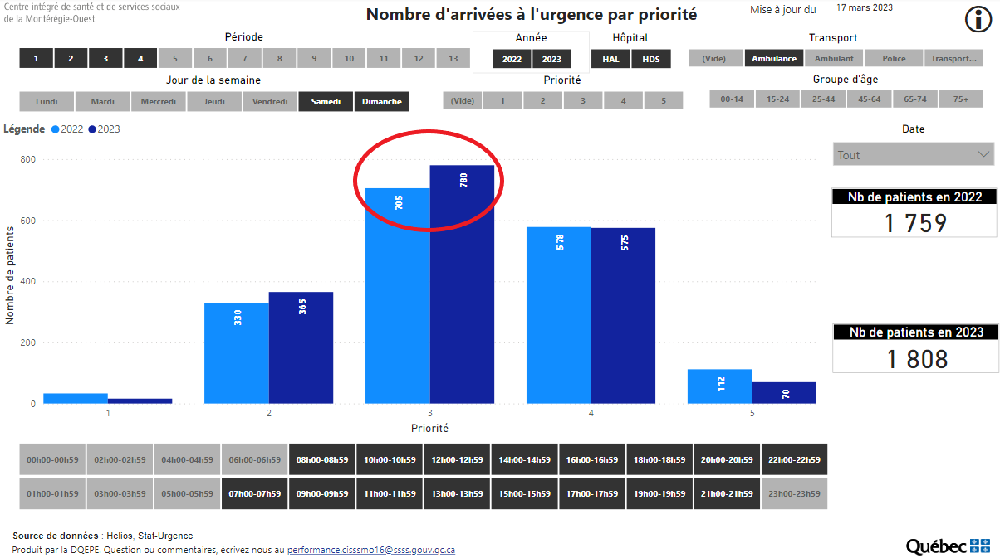 Centre intégré de santé et de services sociaux
de la Montérégie-Ouest
Nombre d'arrivées à l'urgence par priorité
Mise à jour du 17 mars 2023
Période
1 2 3 4 5 6 7 8 9 10 11 12 13
Année
2022 2023
Hôpital
HAL HDS
Transport
(Vide) Ambulance Ambulant Police Transport...
Jour de la semaine
Lundi Mardi Mercredi Jeudi Vendredi Samedi Dimanche
Priorité
(Vide) 1 2 3 4 5
Groupe d'âge
00-14 15-24 25-44 45-64 65-74 75+
Légende 2022 2023
Date
Tout
Nb de patients en 2022
1 759
Nb de patients en 2023
1 808
Nombre de patients
800
600
400
200
0
330 365 705 780 578 575 112 70
1 2 3 4 5
Priorité
00h00-00h59 02h00-02h59 04h00-04h59 06h00-06h59 08h00-08h59 10h00-10h59 12h00-12h59 14h00-14h59 16h00-16h59 18h00-18h59 20h00-20h59 22h00-22h59
01h00-01h59 03h00-03h59 05h00-05h59 07h00-07h59 09h00-09h59 11h00-11h59 13h00-13h59 15h00-15h59 17h00-17h59 19h00-19h59 21h00-21h59 23h00-23h59
Source de données : Helios, Stat-Urgence
Produit par la DQEPE. Question ou commentaires, écrivez nous au performance.cisssmo16@ssss.gouv.qc.ca
Québec